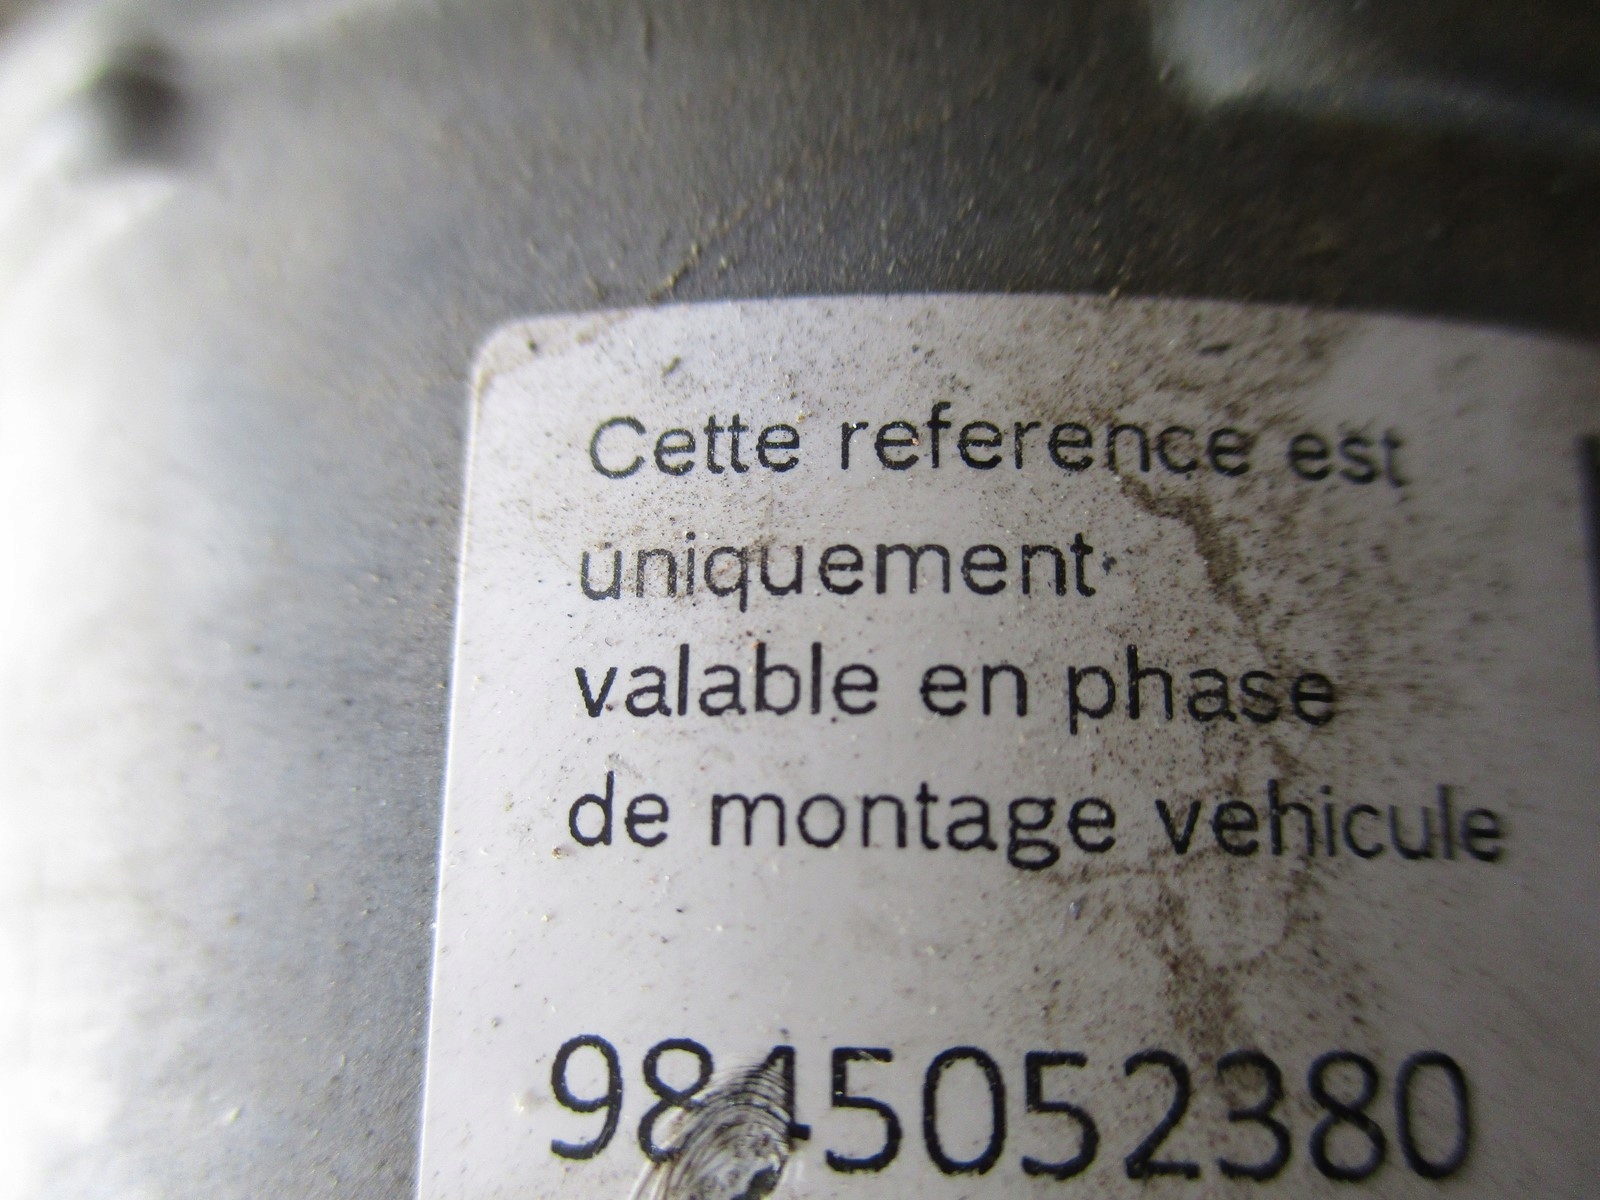 Cette reference est
uniquement
valable en phase
de montage vehicule
9845052380